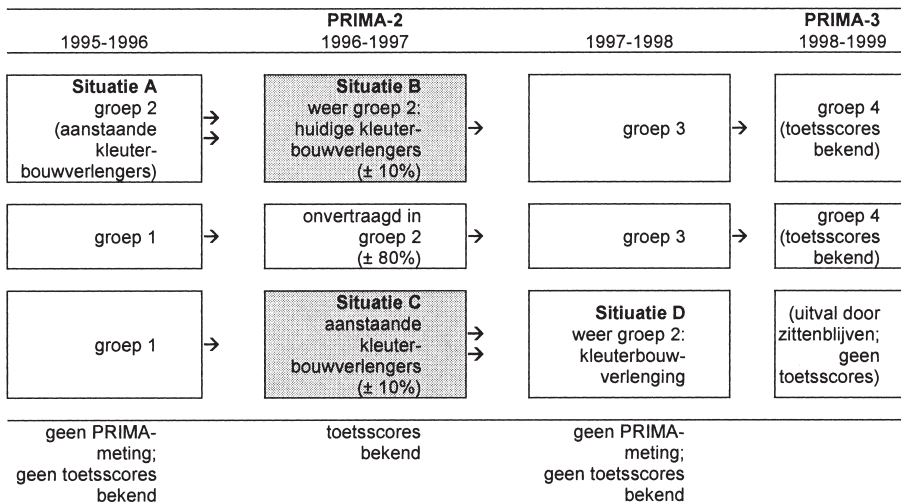 PRIMA-2 PRIMA-3
1995-1996 1996-1997 1997-1998 1998-1999
Situatie A
groep 2
(aanstaande
kleuter-
bouwverlengers)
→
→
Situatie B
weer groep 2:
huidige kleuter-
bouwverlengers
(± 10%)
→
groep 3
→
groep 4
(toetsscores
bekend)
groep 1
→
onvertraagd in
groep 2
(± 80%)
→
groep 3
→
groep 4
(toetsscores
bekend)
groep 1
→
Situatie C
aanstaande
kleuter-
bouwverlengers
(± 10%)
→
→
Sitiuatie D
weer groep 2:
kleuterbouw-
verlenging
(uitval door
zittenblijven;
geen
toetsscores)
geen PRIMA-
meting;
geen toetsscores
bekend
toetsscores
bekend
geen PRIMA-
meting;
geen toetsscores
bekend